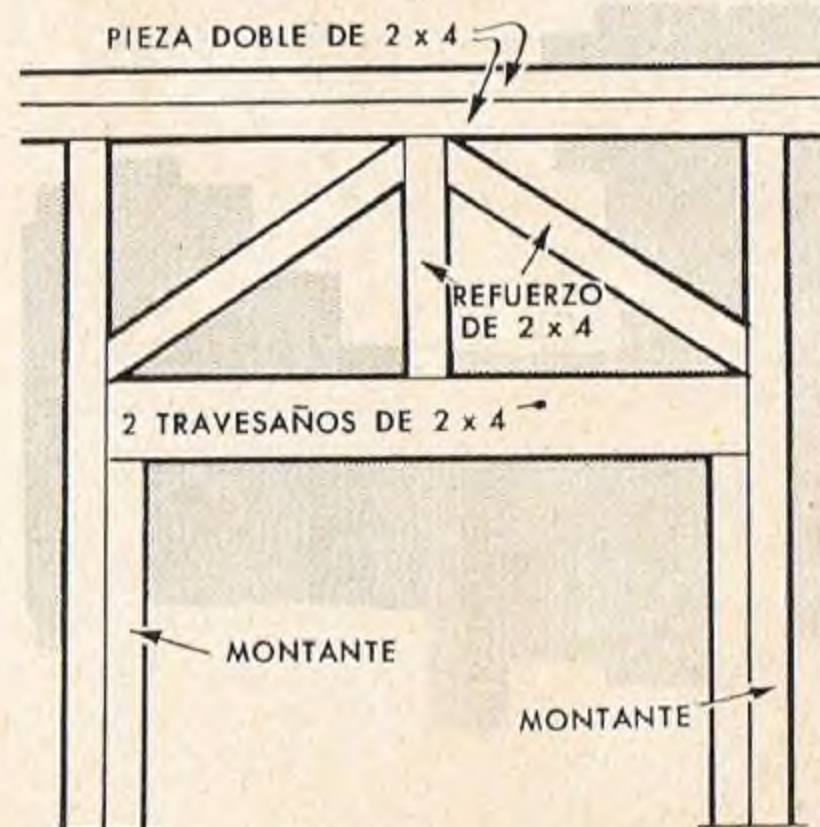 PIEZA DOBLE DE 2 x 4
REFUERZO
DE 2 x 4
2 TRAVESAÑOS DE 2 x 4
MONTANTE
MONTANTE